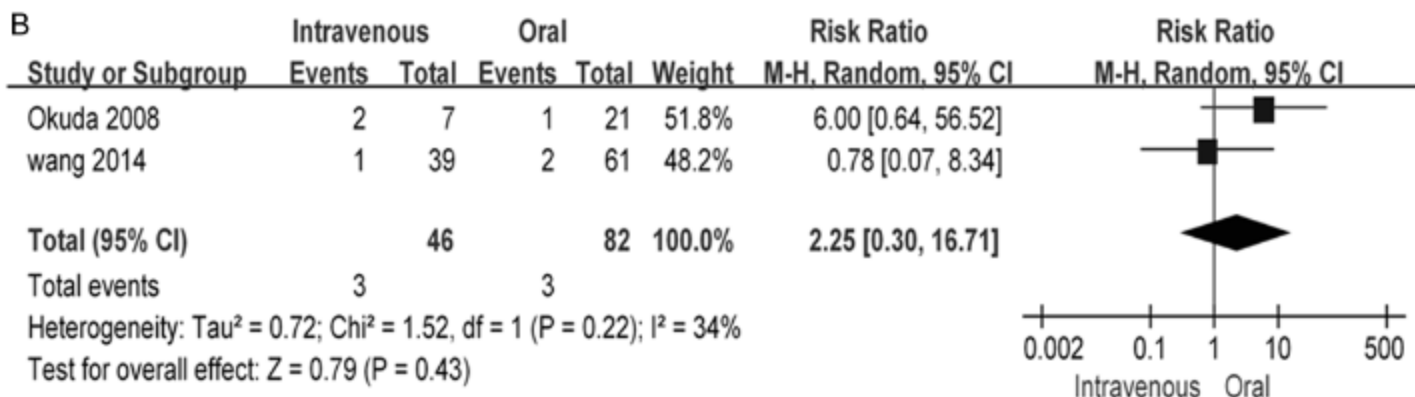 B
Intravenous Oral Risk Ratio Risk Ratio
Study or Subgroup Events Total Events Total Weight M-H, Random, 95% CI M-H, Random, 95% CI
Okuda 2008 2 7 1 21 51.8% 6.00 [0.64, 56.52]
wang 2014 1 39 2 61 48.2% 0.78 [0.07, 8.34]
Total (95% CI) 46 82 100.0% 2.25 [0.30, 16.71]
Total events 3 3
Heterogeneity: Tau² = 0.72; Chi² = 1.52, df = 1 (P = 0.22); I² = 34%
Test for overall effect: Z = 0.79 (P = 0.43)
0.002 0.1 1 10 500
Intravenous Oral